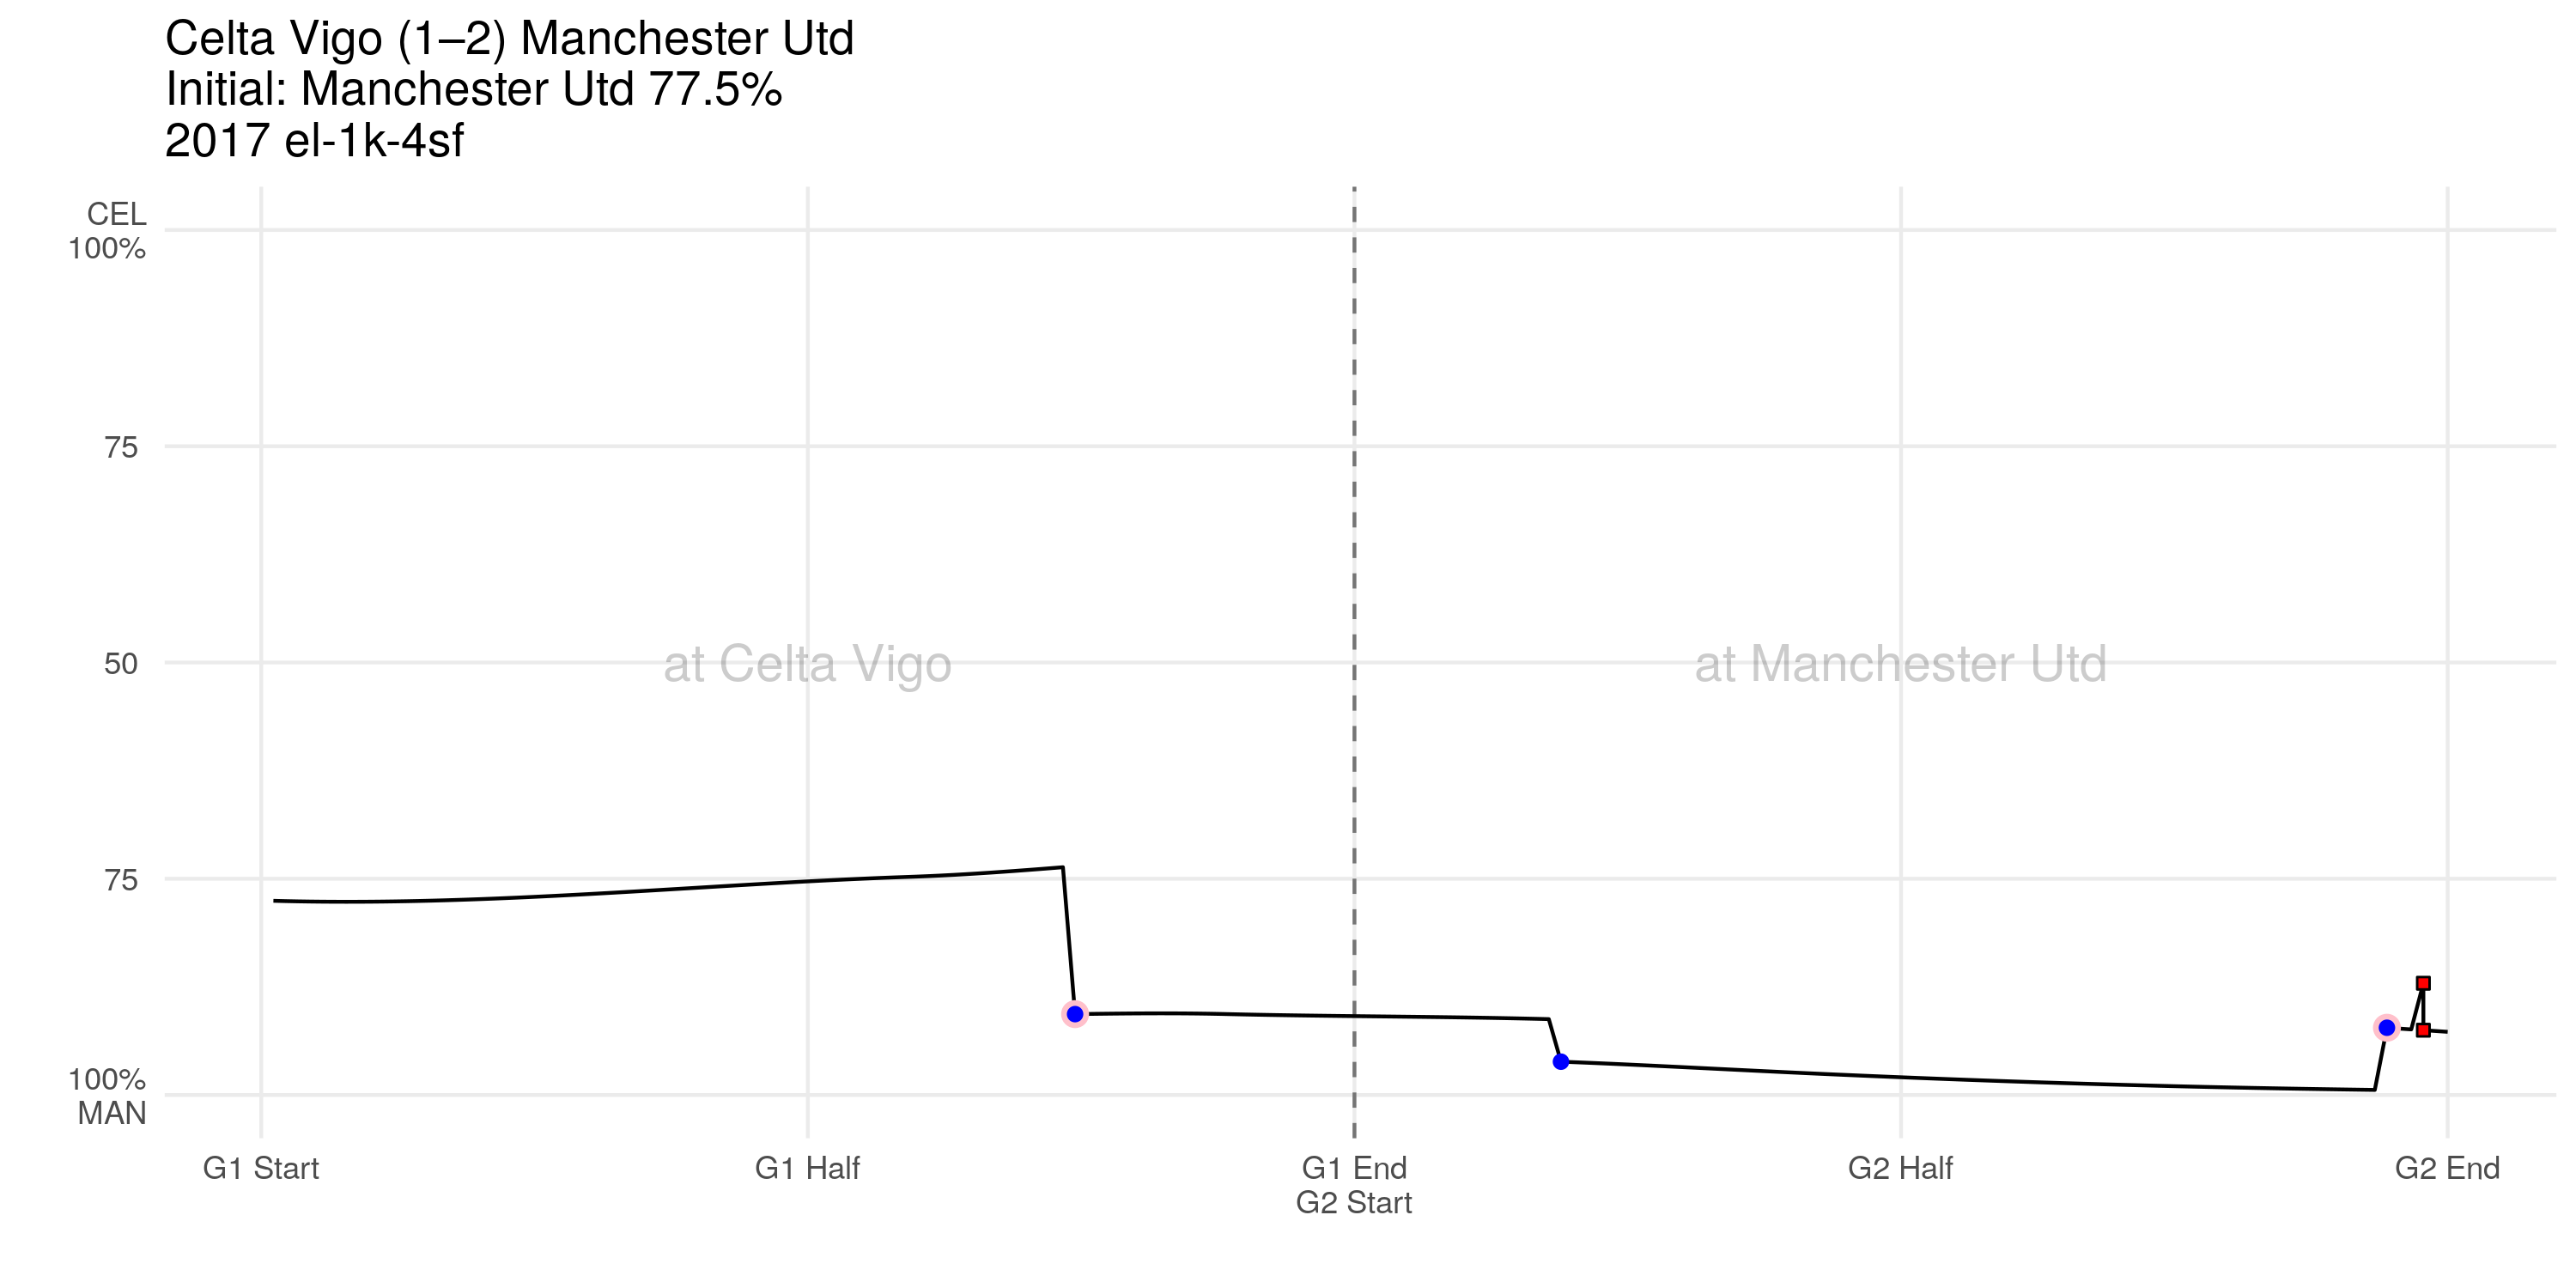 Celta Vigo (1–2) Manchester Utd
Initial: Manchester Utd 77.5%
2017 el-1k-4sf
CEL
100%
75
50
75
100%
MAN
at Celta Vigo
at Manchester Utd
G1 Start
G1 Half
G1 End
G2 Start
G2 Half
G2 End